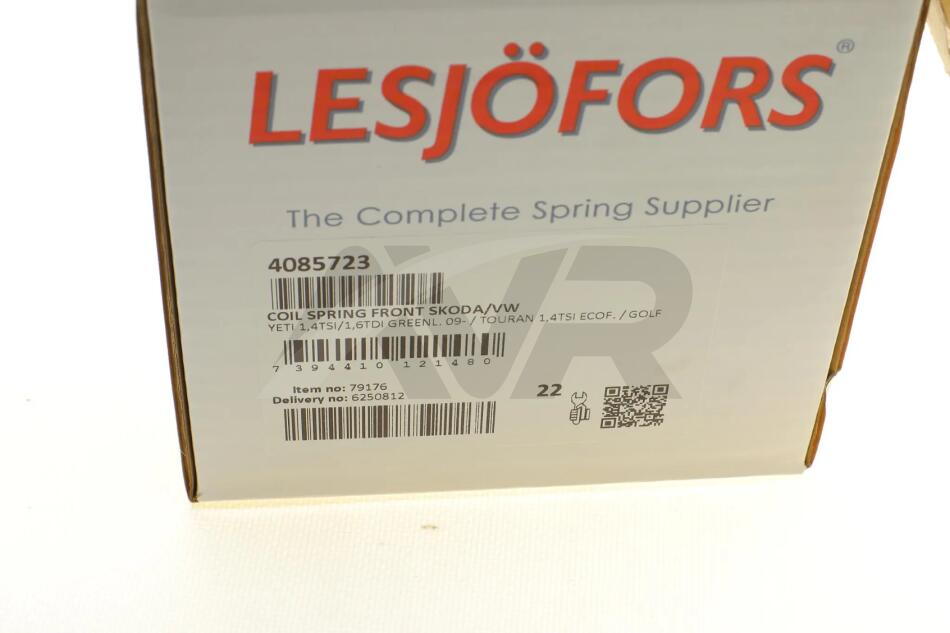 LESJÖFORS®
The Complete Spring Supplier
4085723
COIL SPRING FRONT SKODA/VW
YETI 1,4TSI/1,6TDI GREENL. 09- / TOURAN 1,4TSI ECOF. / GOLF
7 394410 121480
Item no: 79176
Delivery no: 6250812
22
AVR